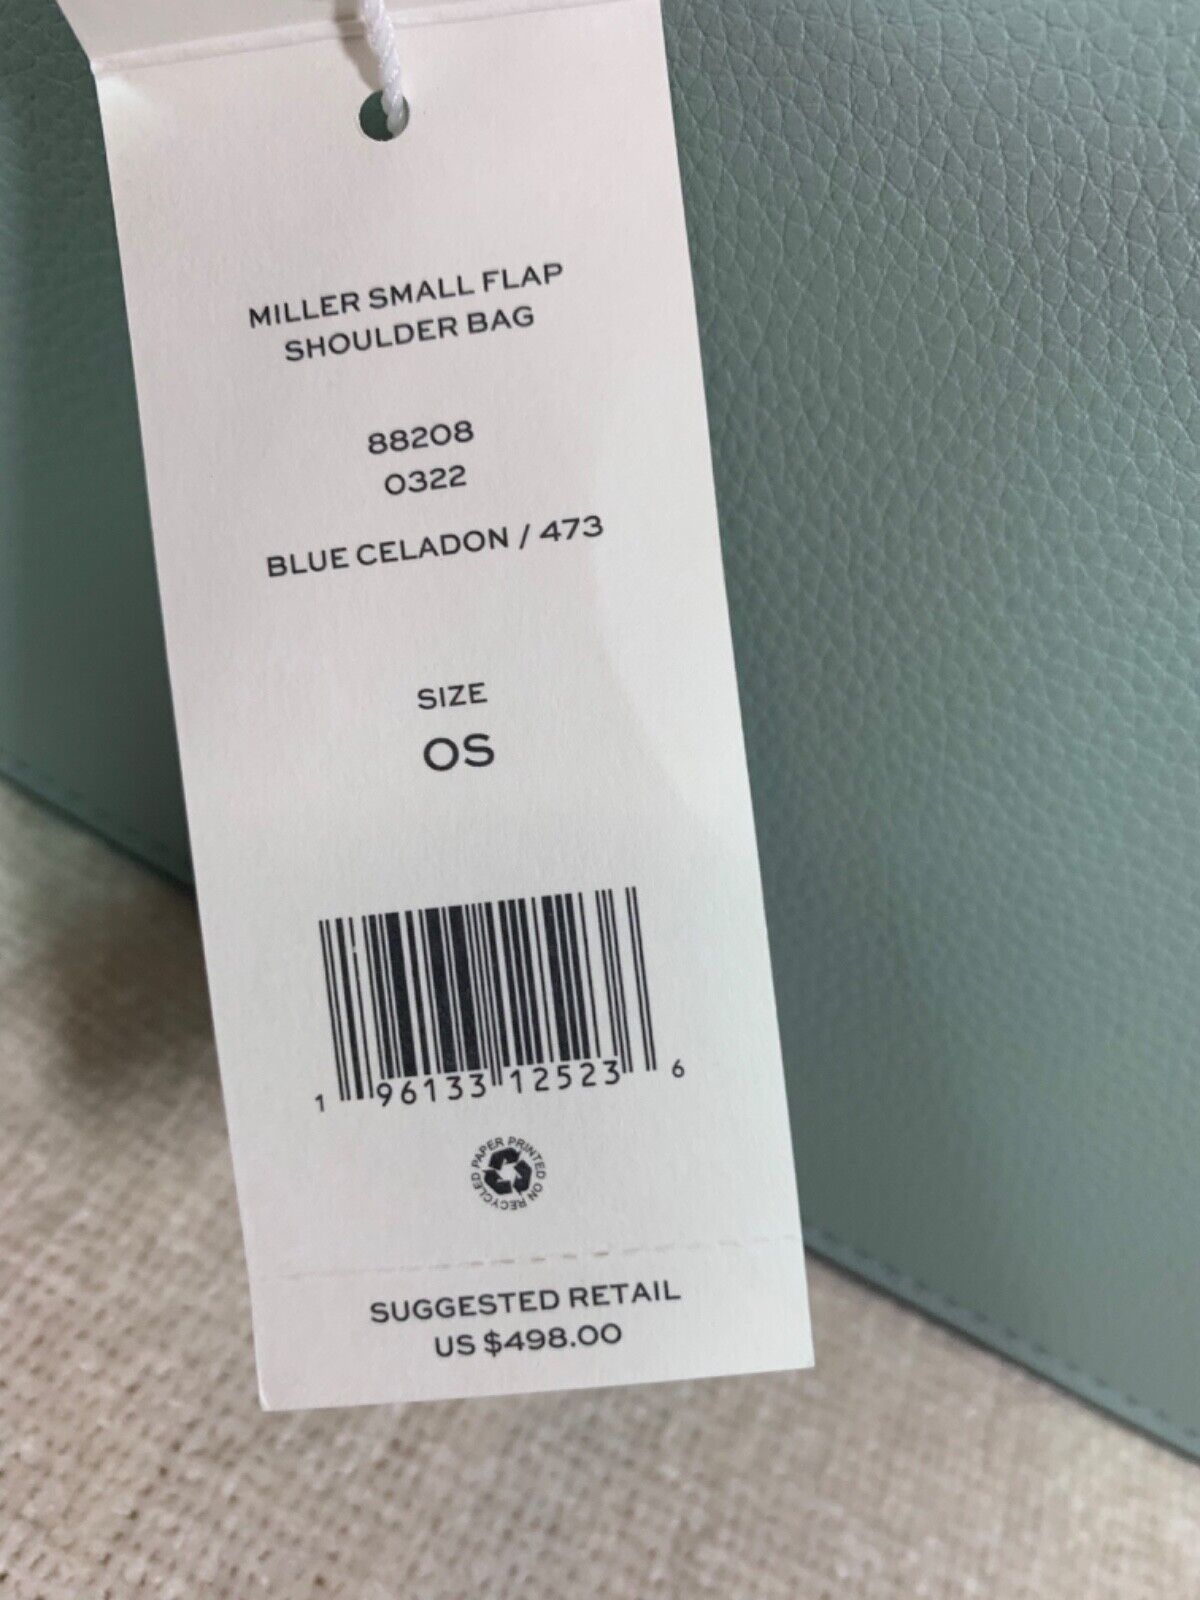 MILLER SMALL FLAP
SHOULDER BAG
88208
0322
BLUE CELADON / 473
SIZE
OS
1 96133 12523 6
PAPER PRINTED ON RECYCLED
SUGGESTED RETAIL
US $498.00